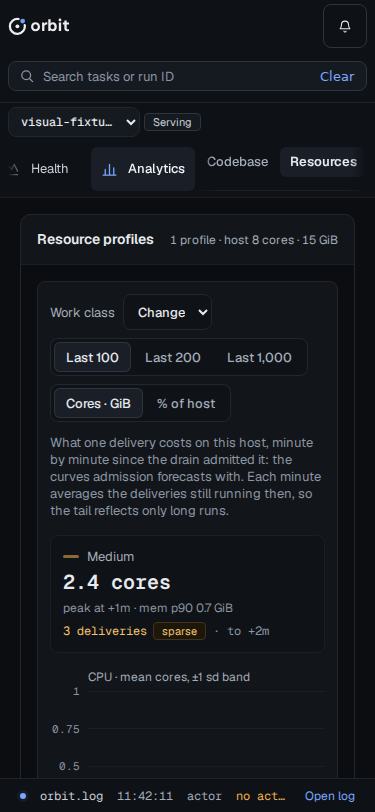 orbit
Search tasks or run ID Clear
visual-fixtu… Serving
Health Analytics Codebase Resources
Resource profiles 1 profile · host 8 cores · 15 GiB
Work class Change
Last 100 Last 200 Last 1,000
Cores · GiB % of host
What one delivery costs on this host, minute
by minute since the drain admitted it: the
curves admission forecasts with. Each minute
averages the deliveries still running then, so
the tail reflects only long runs.
Medium
2.4 cores
peak at +1m · mem p90 0.7 GiB
3 deliveries sparse · to +2m
CPU · mean cores, ±1 sd band
1
0.75
0.5
orbit.log 11:42:11 actor no act… Open log